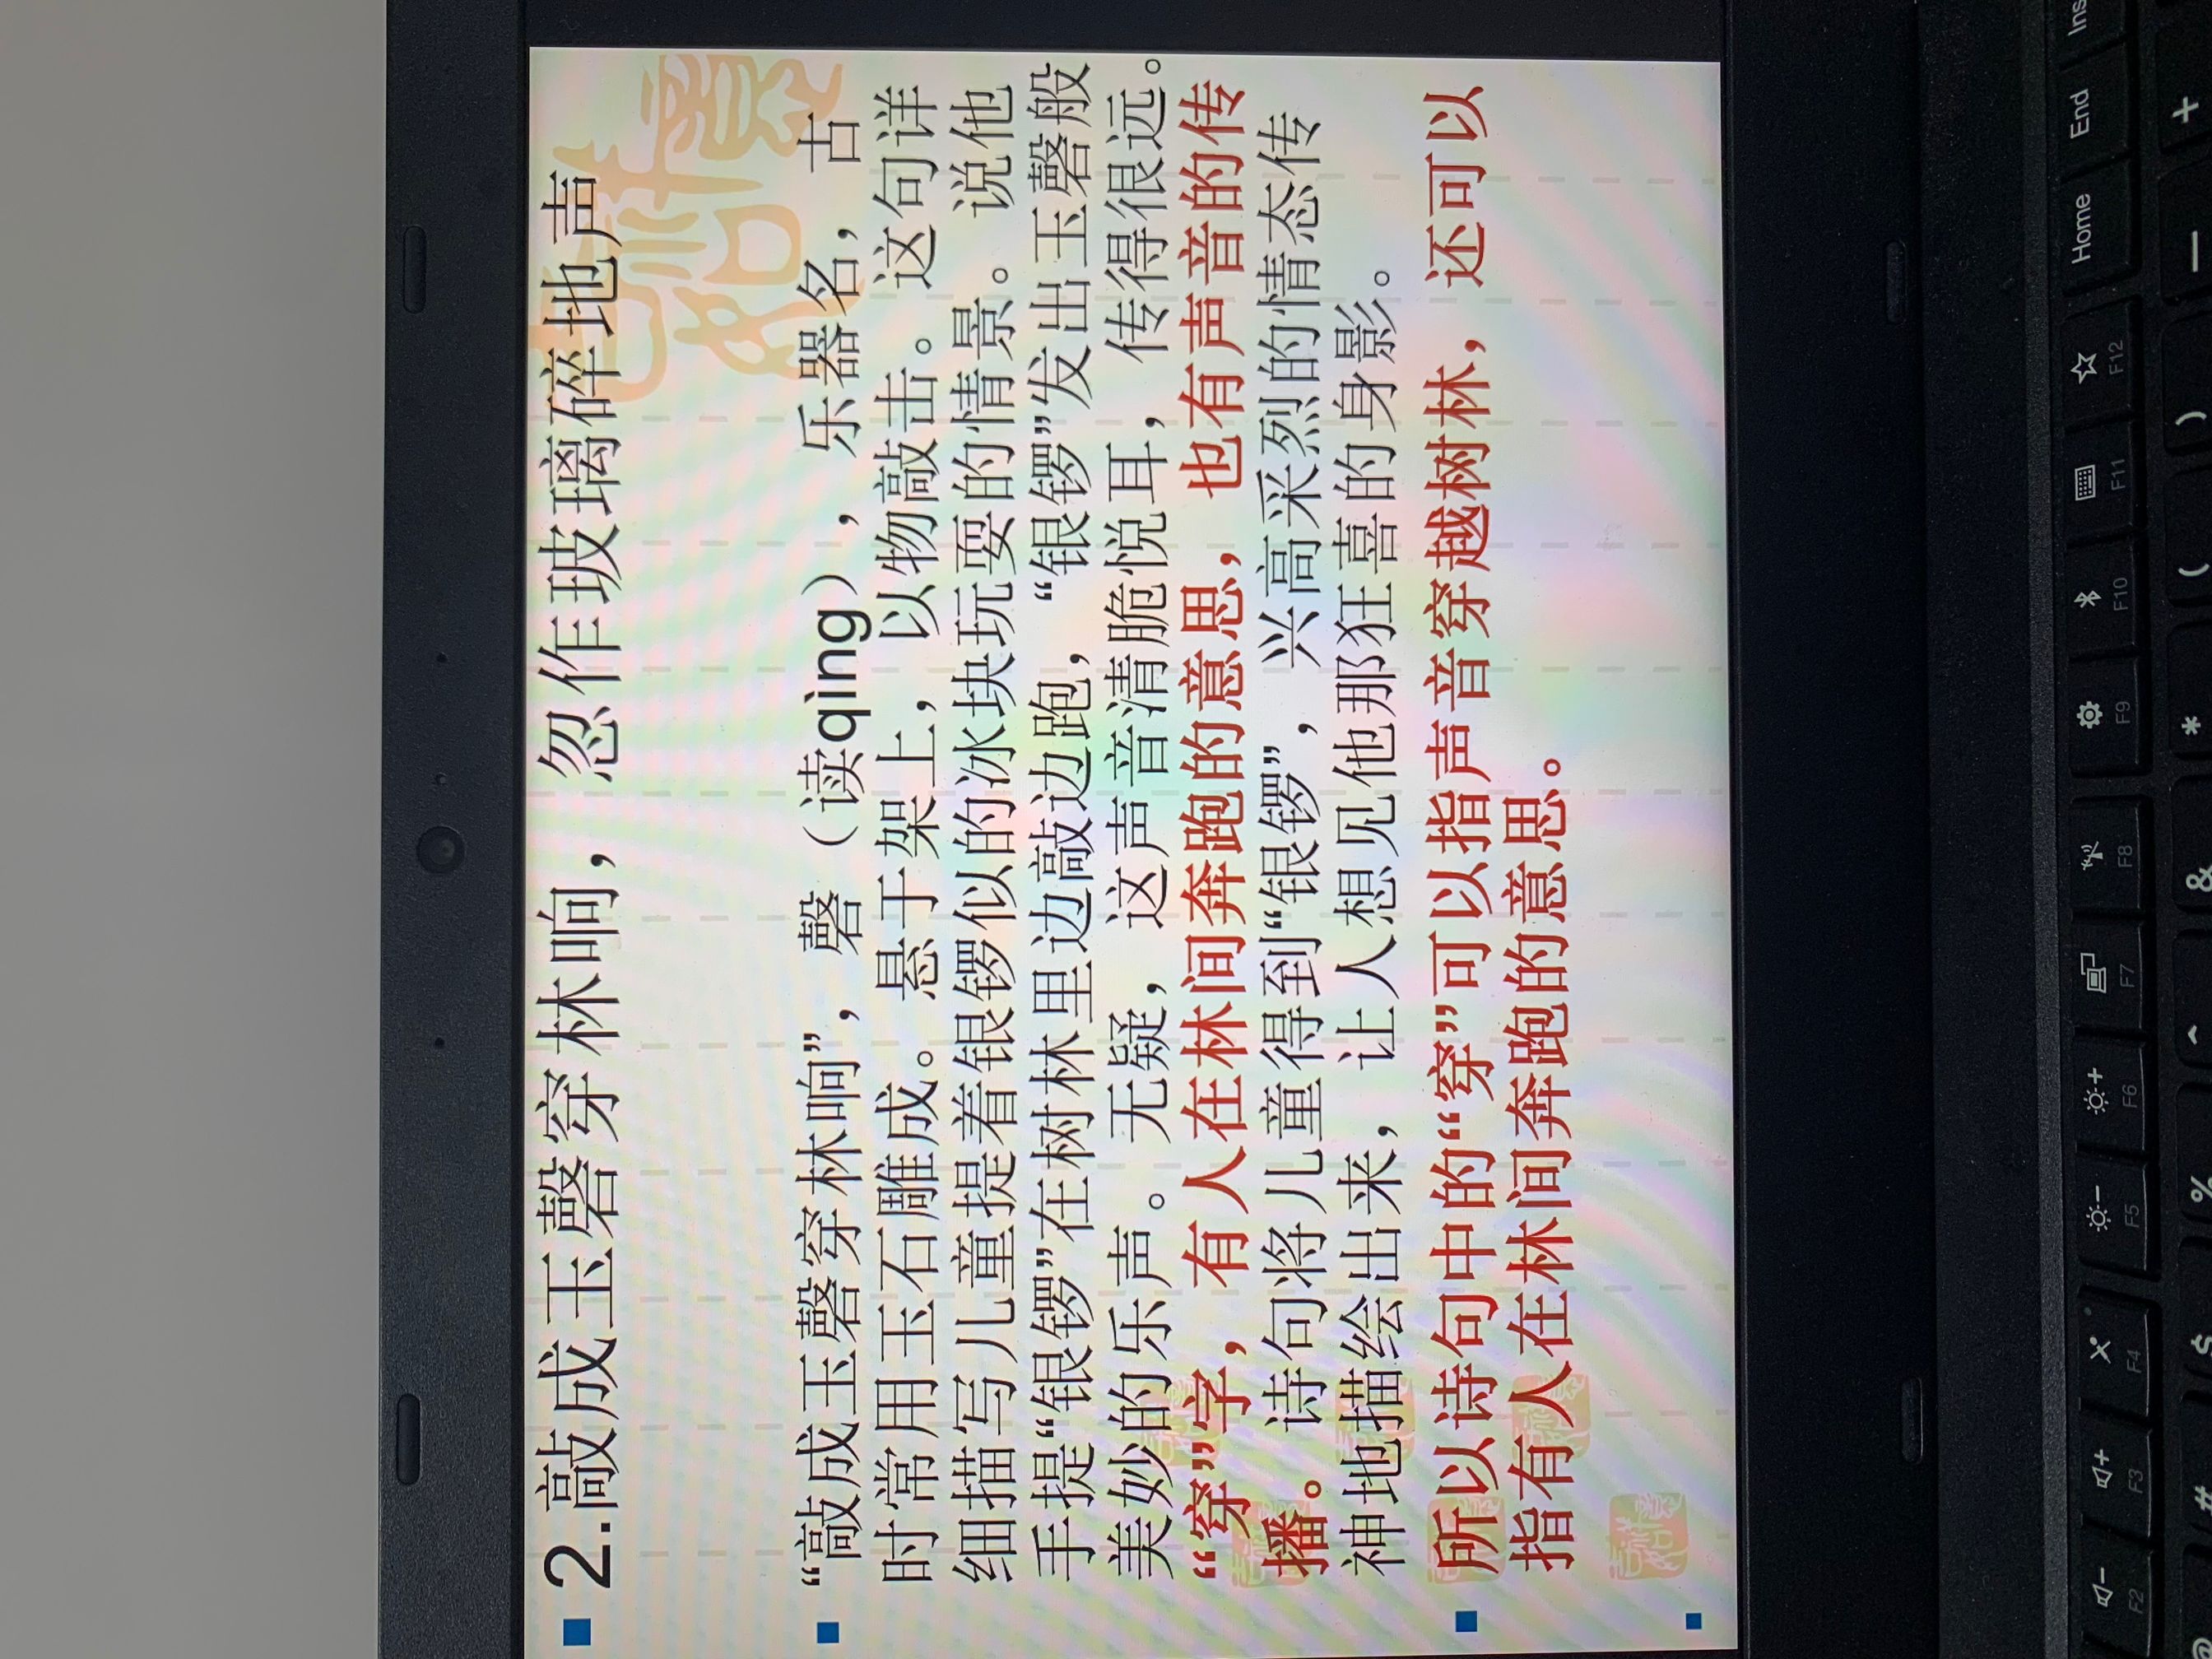 2.敲成玉磬穿林响，忽作玻璃碎地声
“敲成玉磬穿林响”，磬（读qìng），乐器名，古
时常用玉石雕成。悬于架上，以物敲击。这句详
细描写儿童提着银锣似的冰块玩耍的情景。说他
手提“银锣”在树林里边敲边跑，“银锣”发出玉磬般
美妙的乐声。无疑，这声音清脆悦耳，传得很远。
“穿”字，有人在林间奔跑的意思，也有声音的传
播。诗句将儿童得到“银锣”，兴高采烈的情态传
神地描绘出来，让人想见他那狂喜的身影。
所以诗句中的“穿”可以指声音穿越树林，还可以
指有人在林间奔跑的意思。
吉祥如意
吉祥如意
F2 F3 F4 F5 F6 F7 F8 F9 F10 F11 F12 Home End Ins
@ # $ % ^ & * ( ) — +